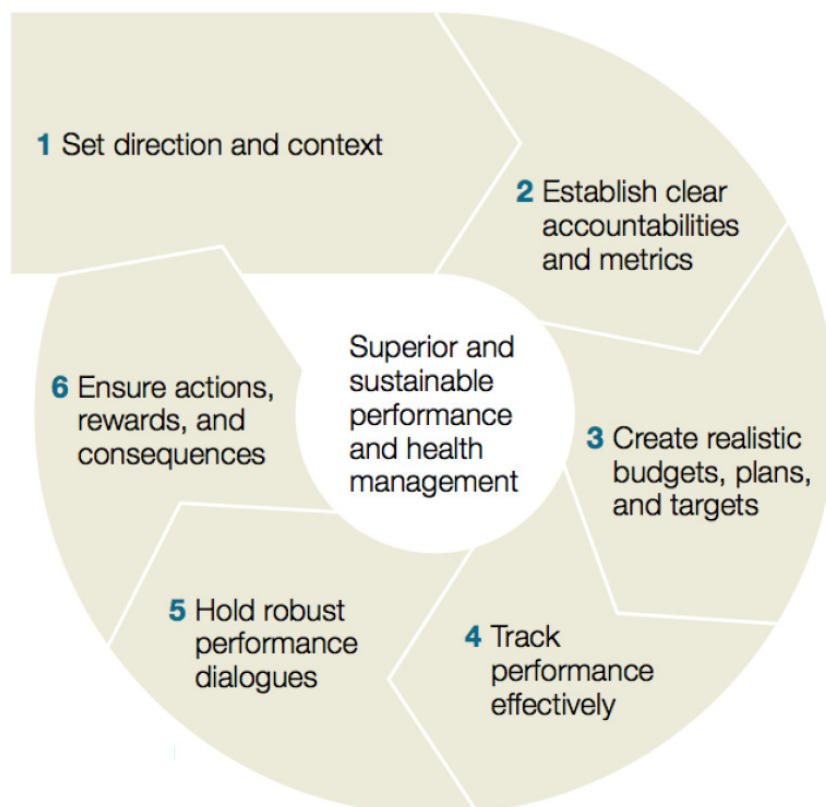 1 Set direction and context
2 Establish clear
accountabilities
and metrics
3 Create realistic
budgets, plans,
and targets
4 Track
performance
effectively
5 Hold robust
performance
dialogues
6 Ensure actions,
rewards, and
consequences
Superior and
sustainable
performance
and health
management